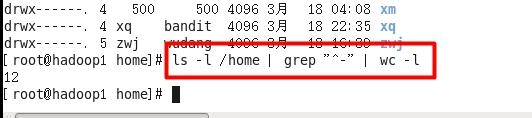 drwx------. 4 500 500 4096 3月 18 04:08 xm
drwx------. 4 xq bandit 4096 3月 18 22:35 xq
drwx------. 5 zwj wudang 4096 3月 18 16:39 zwj
[root@hadoop1 home]# ls -l /home | grep "^-" | wc -l
12
[root@hadoop1 home]#